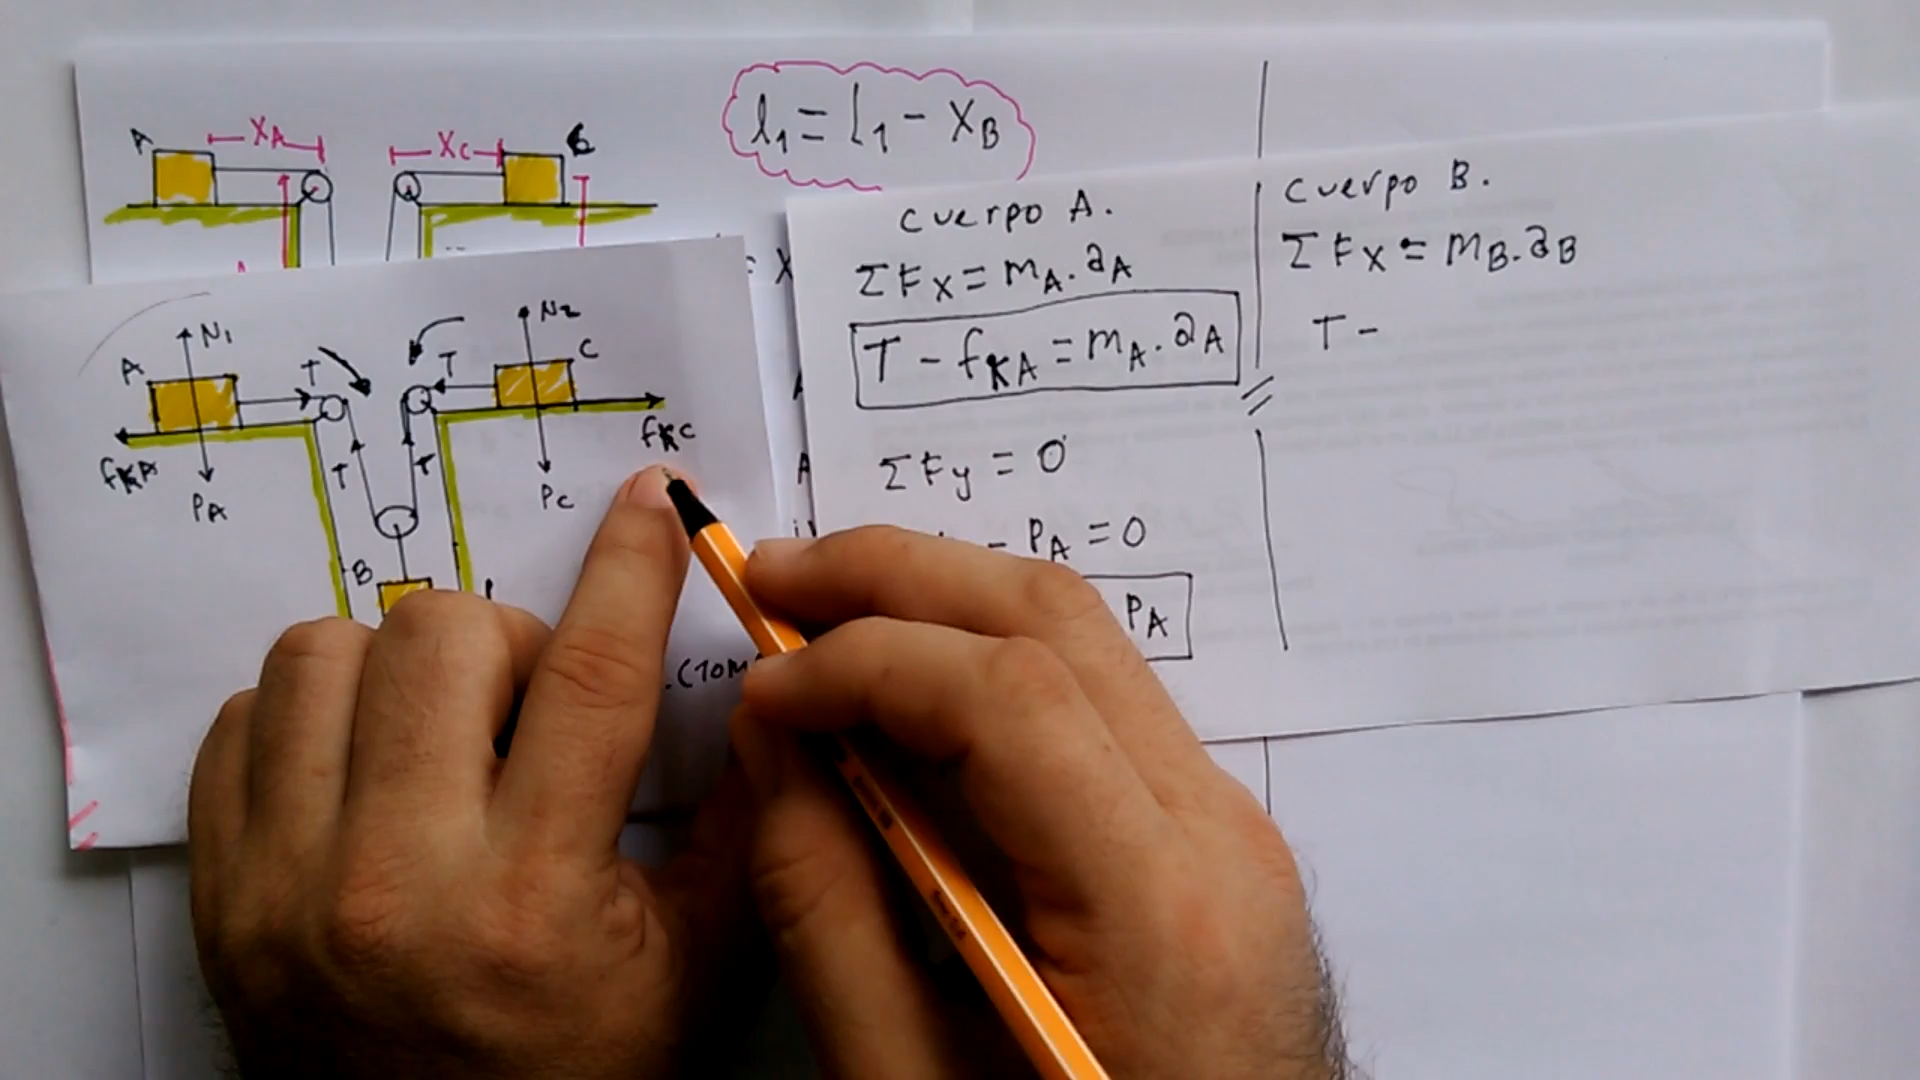 l1 = L1 - XB
A
XA
XC
C
= X
N1
A
T
fKA
PA
T
T
N2
T
C
fKC
PC
B
.(TOM
cuerpo A.
ΣFx = mA.aA
T - fKA = mA.aA
ΣFy = 0
- PA = 0
PA
cuerpo B.
ΣFx = mB.aB
T -